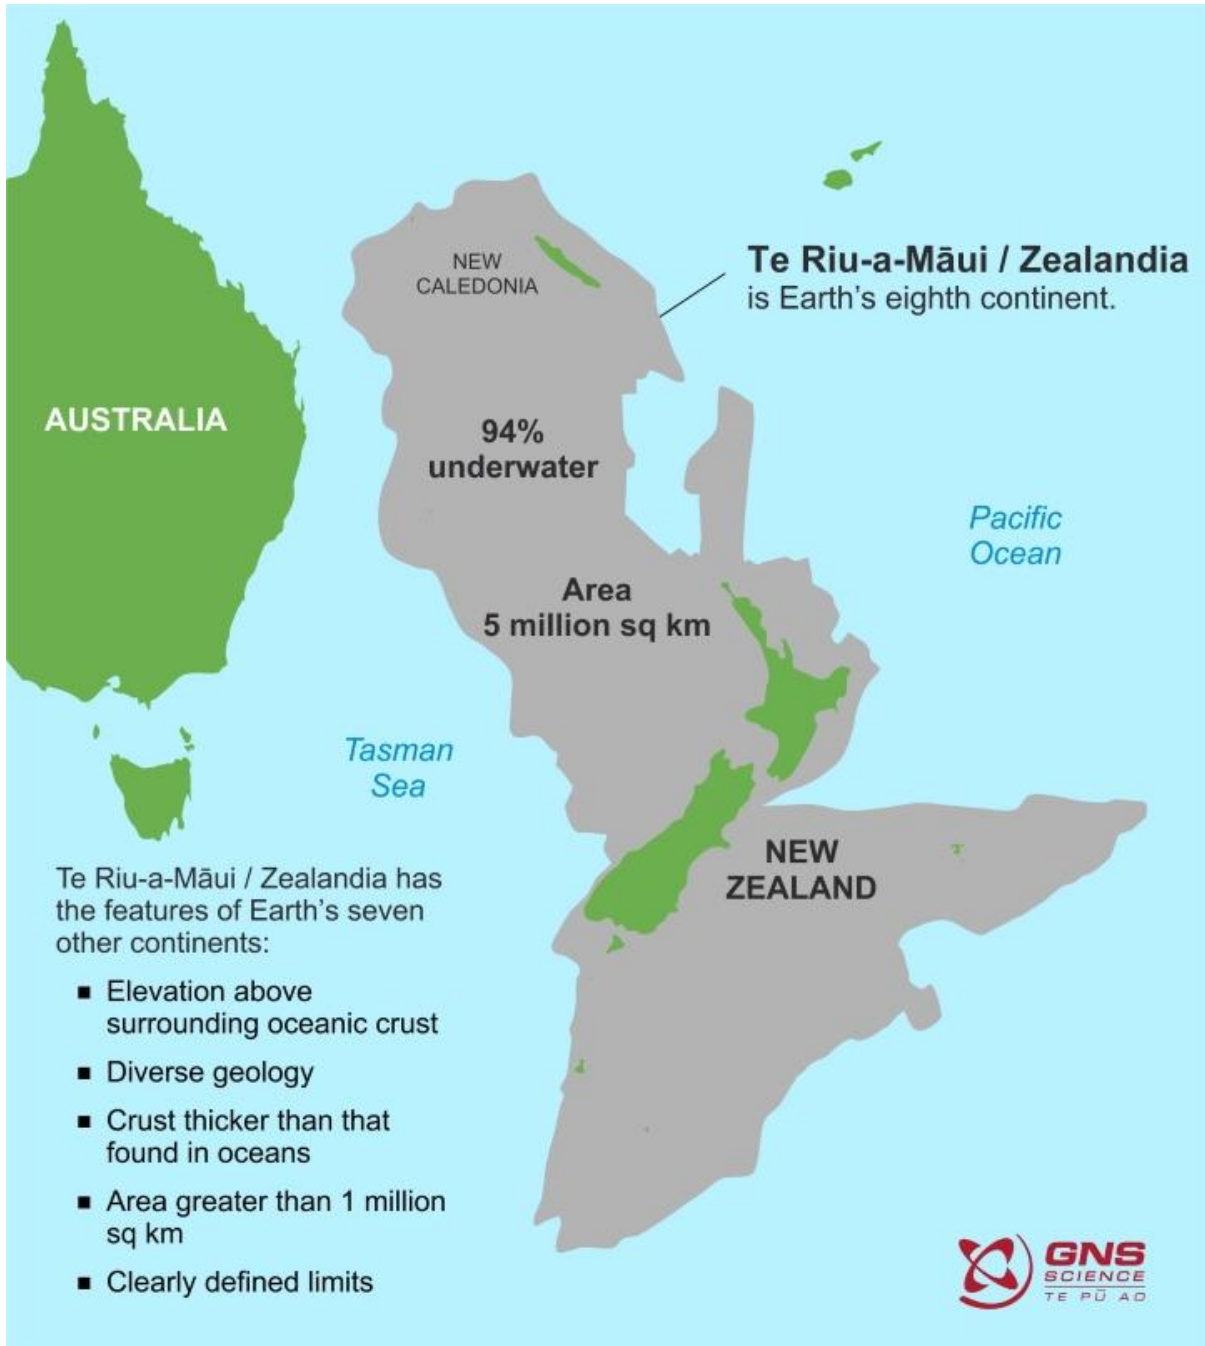 NEW
CALEDONIA
Te Riu-a-Māui / Zealandia
is Earth's eighth continent.
AUSTRALIA
94%
underwater
Pacific
Ocean
Area
5 million sq km
Tasman
Sea
NEW
ZEALAND
Te Riu-a-Māui / Zealandia has
the features of Earth's seven
other continents:
▪ Elevation above
surrounding oceanic crust
▪ Diverse geology
▪ Crust thicker than that
found in oceans
▪ Area greater than 1 million
sq km
▪ Clearly defined limits
GNS
SCIENCE
TE PŪ AO